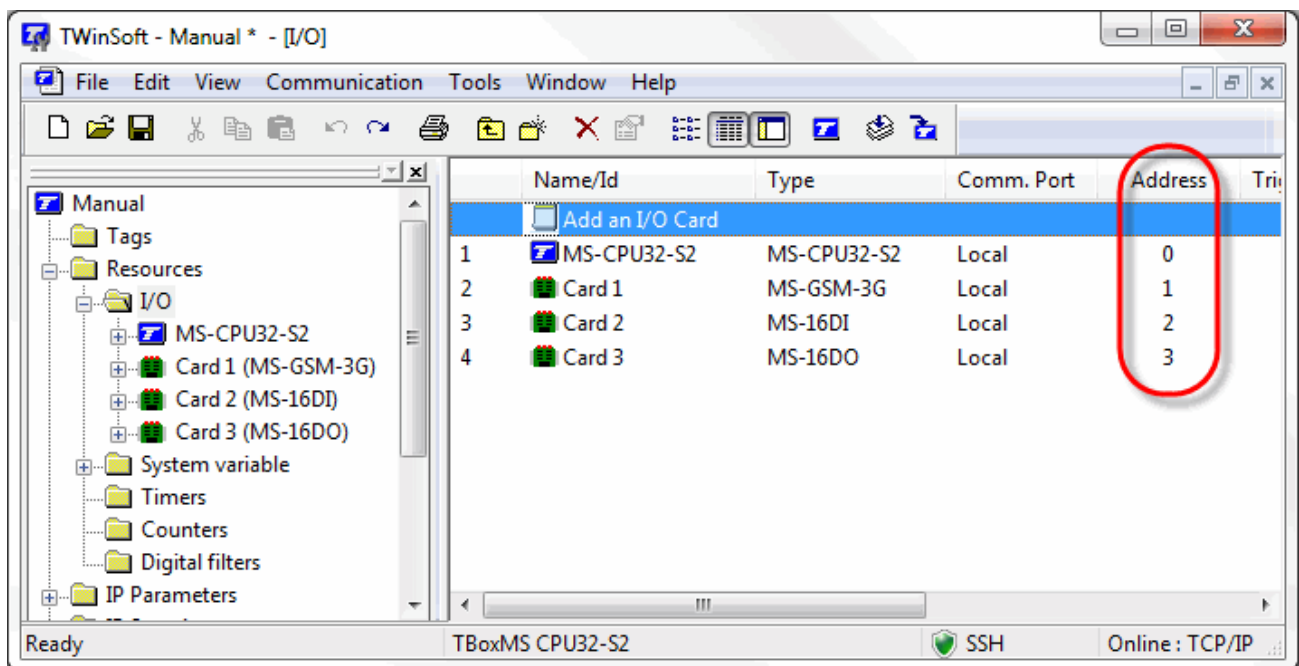 TWinSoft - Manual * - [I/O]
File Edit View Communication Tools Window Help
Manual
Tags
Resources
I/O
MS-CPU32-S2
Card 1 (MS-GSM-3G)
Card 2 (MS-16DI)
Card 3 (MS-16DO)
System variable
Timers
Counters
Digital filters
IP Parameters
Name/Id Type Comm. Port Address
Add an I/O Card
1 MS-CPU32-S2 MS-CPU32-S2 Local 0
2 Card 1 MS-GSM-3G Local 1
3 Card 2 MS-16DI Local 2
4 Card 3 MS-16DO Local 3
Ready TBoxMS CPU32-S2 SSH Online : TCP/IP